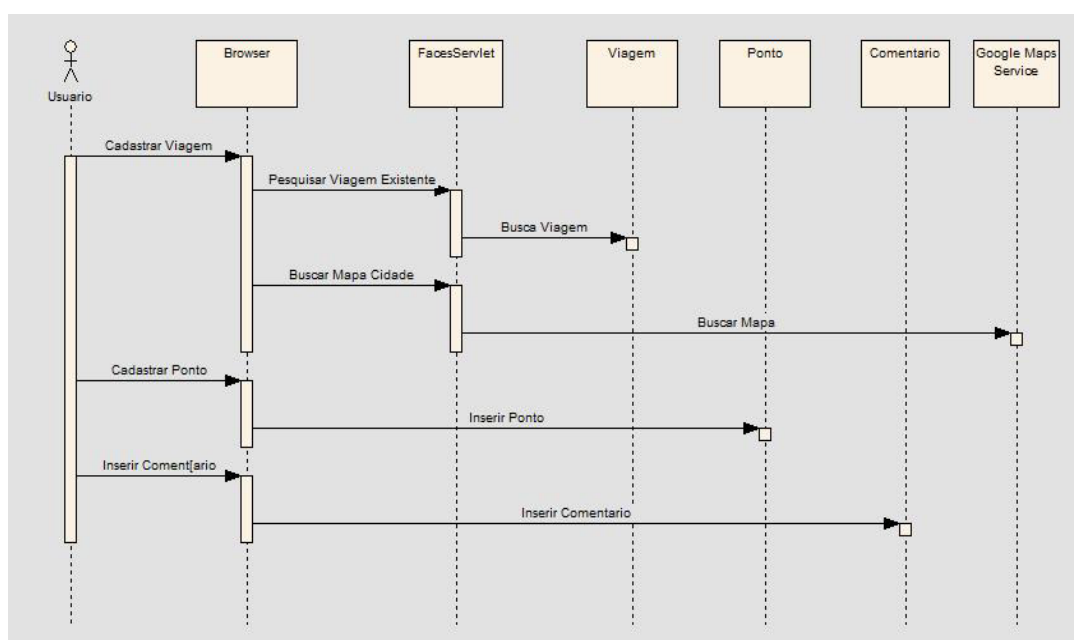 Usuario
Browser
FacesServlet
Viagem
Ponto
Comentario
Google Maps
Service
Cadastrar Viagem
Pesquisar Viagem Existente
Busca Viagem
Buscar Mapa Cidade
Buscar Mapa
Cadastrar Ponto
Inserir Ponto
Inserir Coment[ario
Inserir Comentario